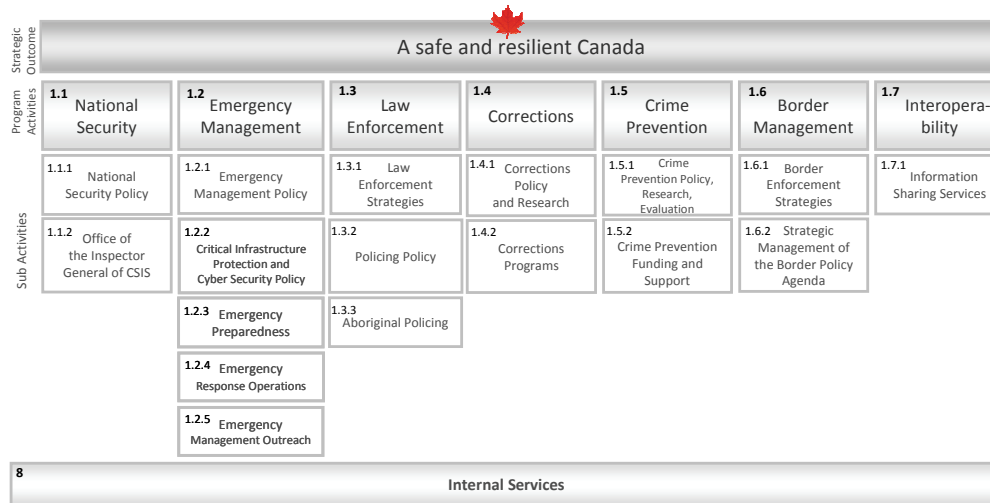 Strategic
Outcome
A safe and resilient Canada
Program
Activities
1.1
National
Security
1.2
Emergency
Management
1.3
Law
Enforcement
1.4
Corrections
1.5
Crime
Prevention
1.6
Border
Management
1.7
Interopera-
bility
Sub Activities
1.1.1
National
Security Policy
1.2.1
Emergency
Management Policy
1.3.1 Law
Enforcement
Strategies
1.4.1 Corrections
Policy
and Research
1.5.1 Crime
Prevention Policy,
Research,
Evaluation
1.6.1 Border
Enforcement
Strategies
1.7.1 Information
Sharing Services
1.1.2 Office of
the Inspector
General of CSIS
1.2.2
Critical Infrastructure
Protection and
Cyber Security Policy
1.3.2
Policing Policy
1.4.2 Corrections
Programs
1.5.2
Crime Prevention
Funding and
Support
1.6.2 Strategic
Management of
the Border Policy
Agenda
1.2.3 Emergency
Preparedness
1.3.3
Aboriginal Policing
1.2.4 Emergency
Response Operations
1.2.5 Emergency
Management Outreach
8
Internal Services